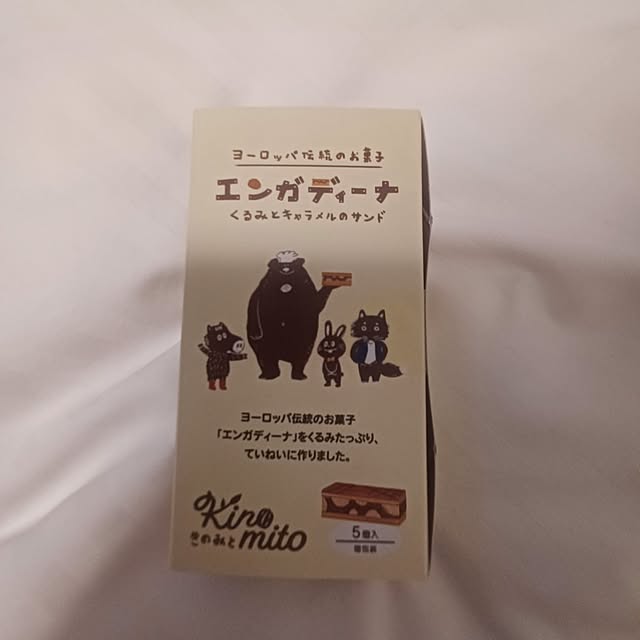 ヨーロッパ伝統のお菓子
エンガディーナ
くるみとキャラメルのサンド
ヨーロッパ伝統のお菓子
「エンガディーナ」をくるみたっぷり、
ていねいに作りました。
Kino
mito
きのみと
5個入
個包装